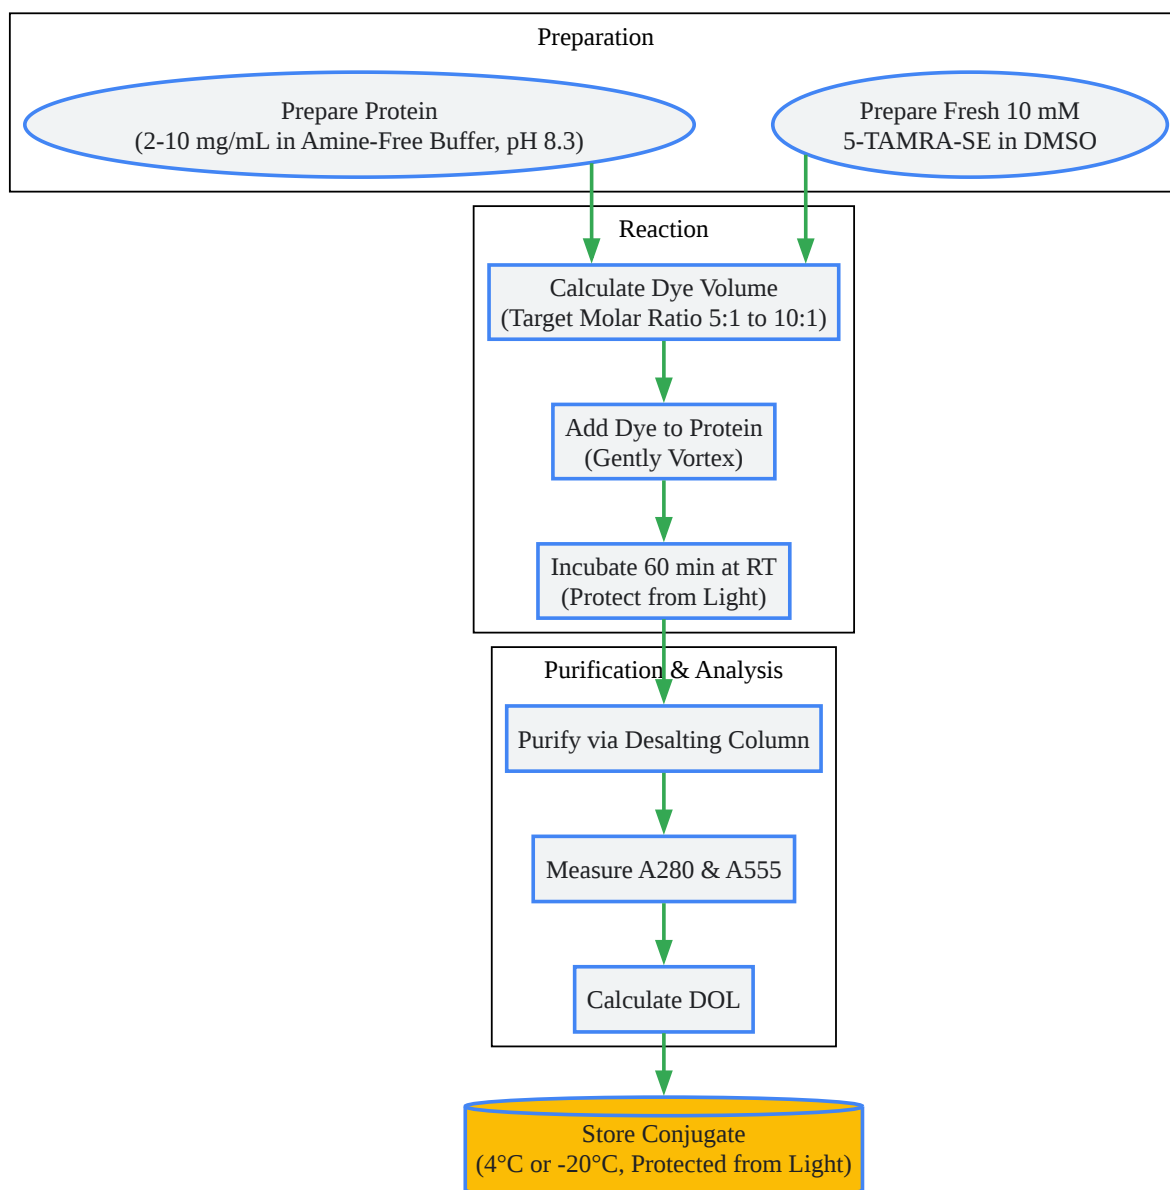 Preparation
Prepare Protein
(2-10 mg/mL in Amine-Free Buffer, pH 8.3)
Prepare Fresh 10 mM
5-TAMRA-SE in DMSO
Reaction
Calculate Dye Volume
(Target Molar Ratio 5:1 to 10:1)
Add Dye to Protein
(Gently Vortex)
Incubate 60 min at RT
(Protect from Light)
Purification & Analysis
Purify via Desalting Column
Measure A280 & A555
Calculate DOL
Store Conjugate
(4°C or -20°C, Protected from Light)